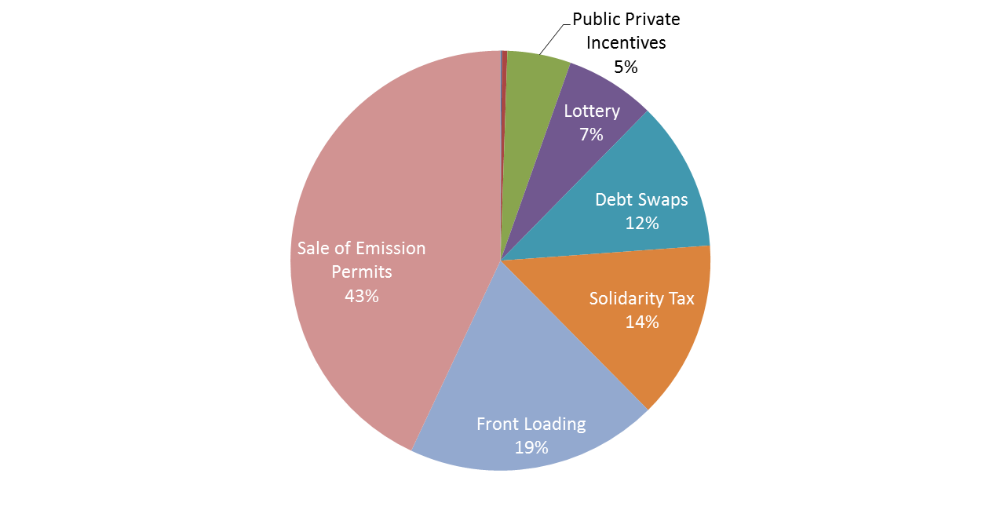 Public Private
Incentives
5%
Lottery
7%
Debt Swaps
12%
Solidarity Tax
14%
Front Loading
19%
Sale of Emission
Permits
43%